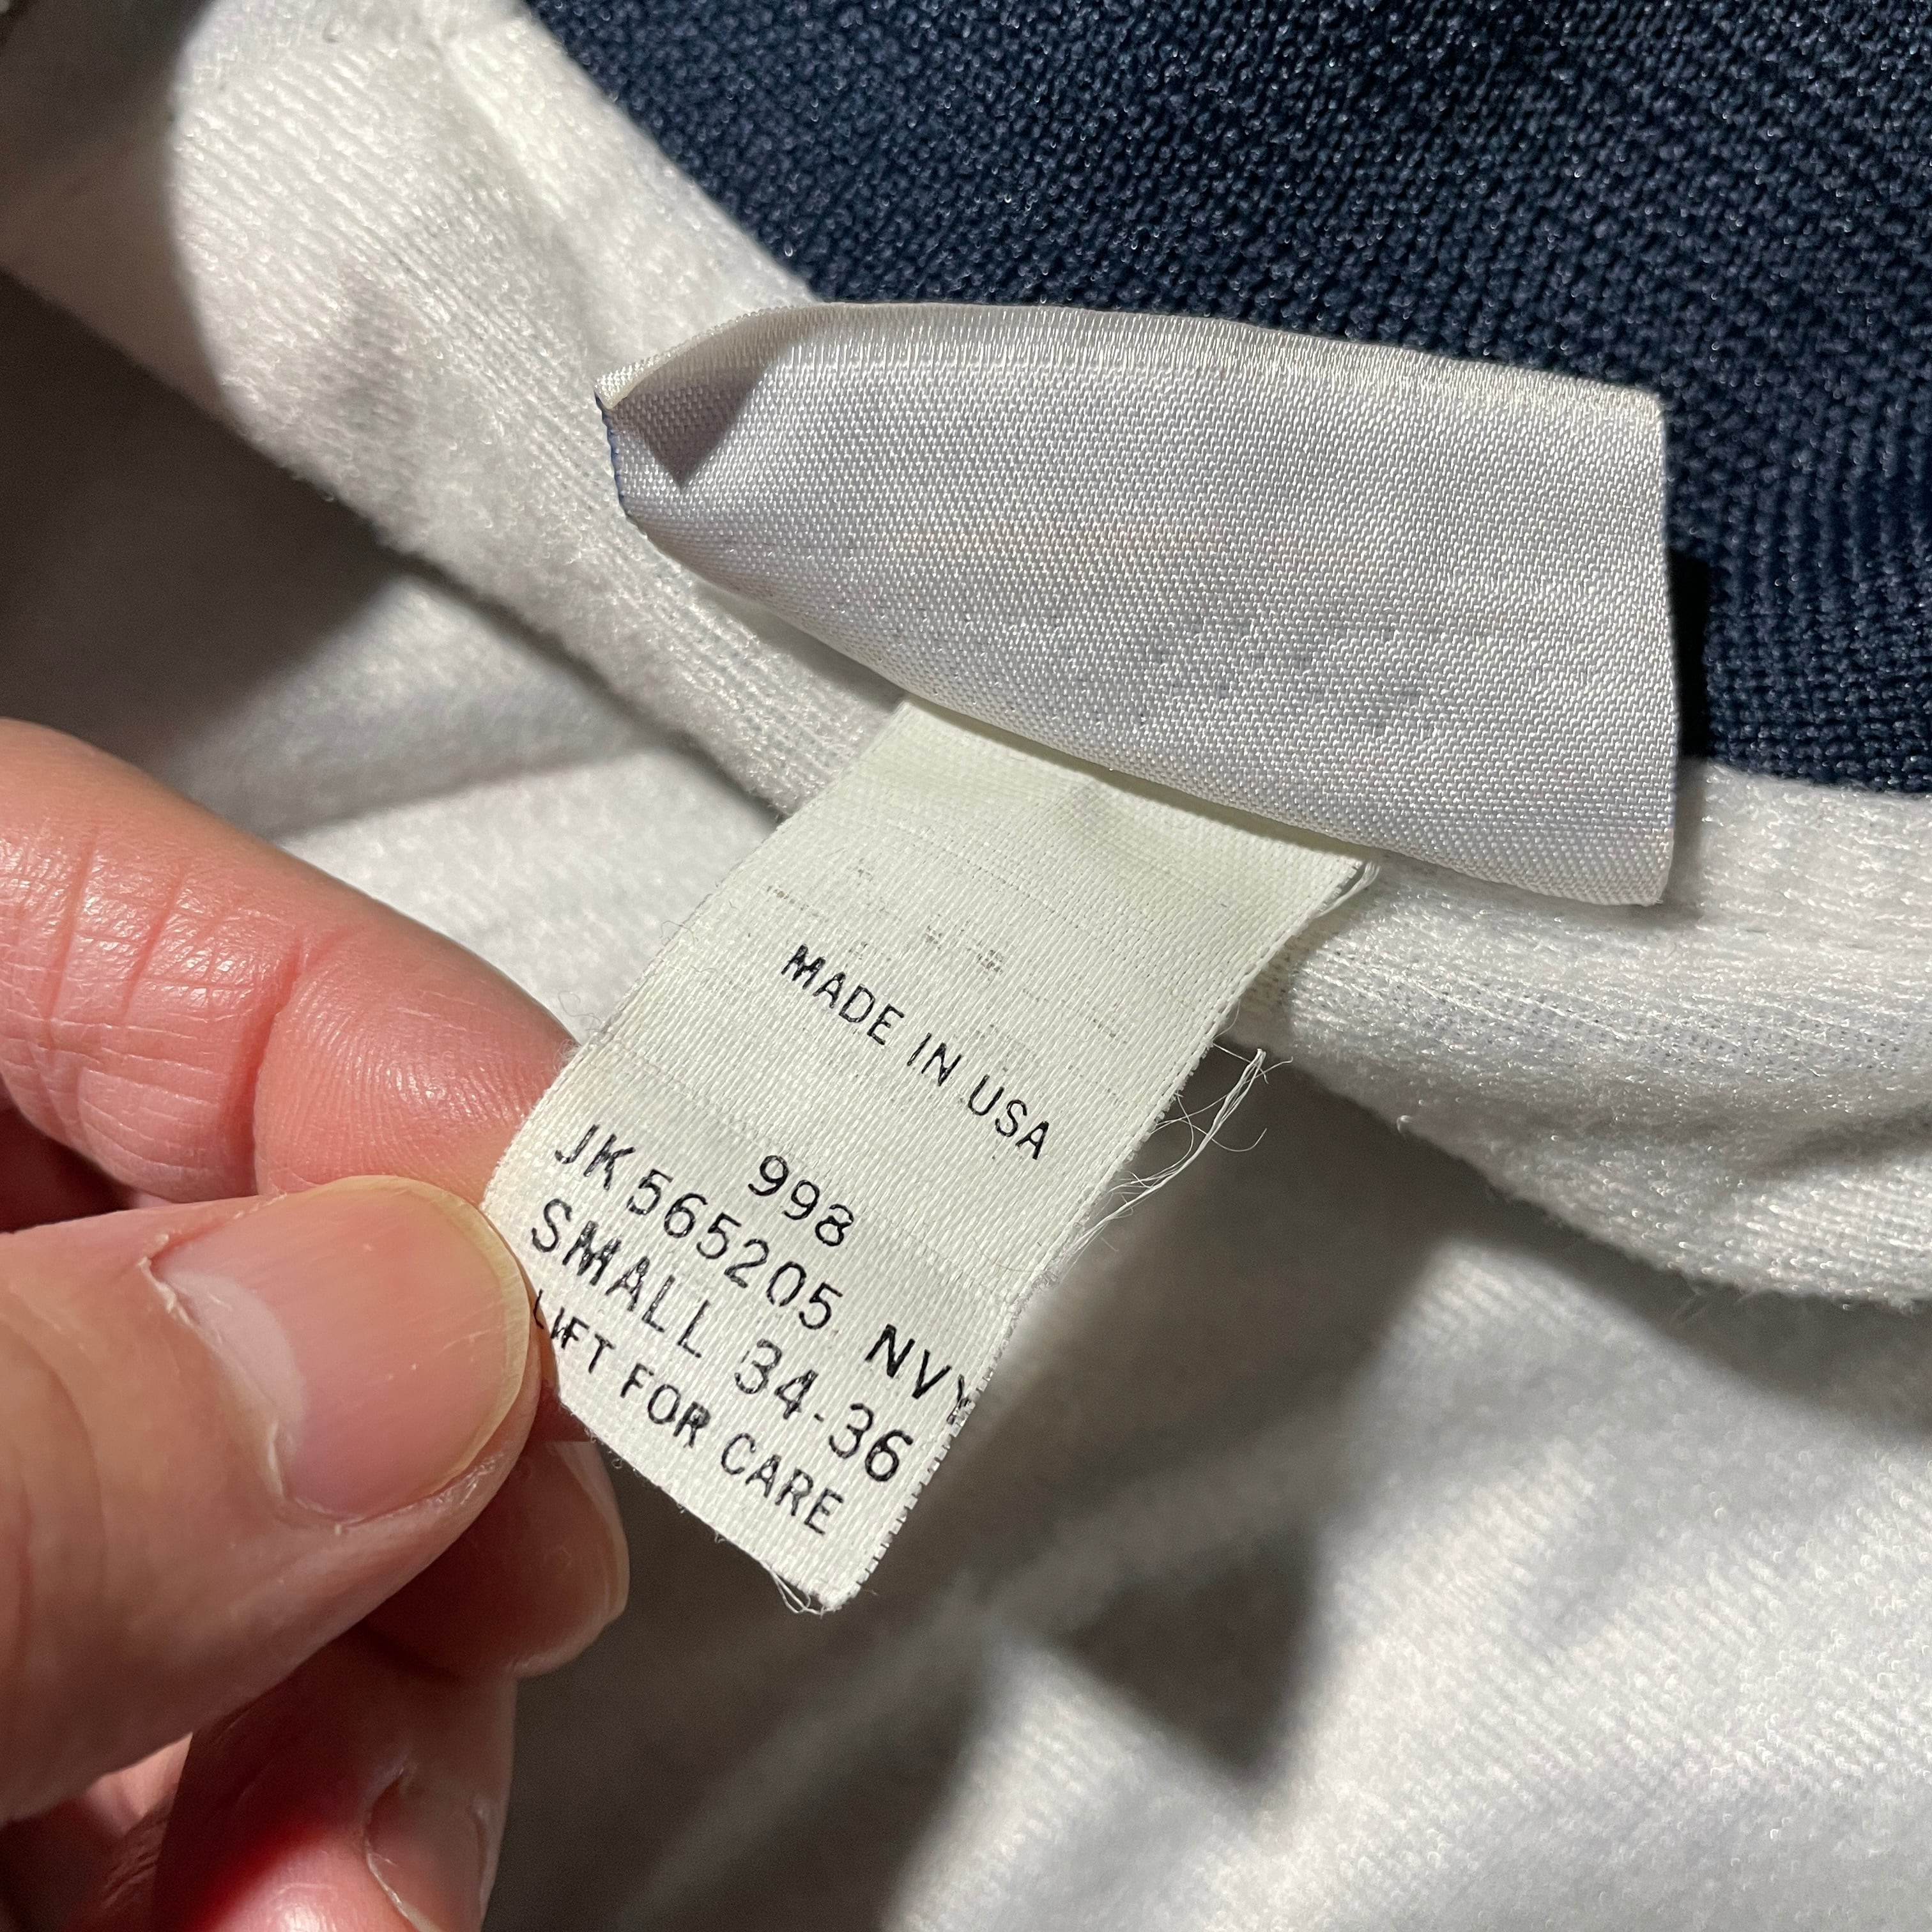 MADE IN USA
998
JK565205 NVY
SMALL 34-36
LIFT FOR CARE